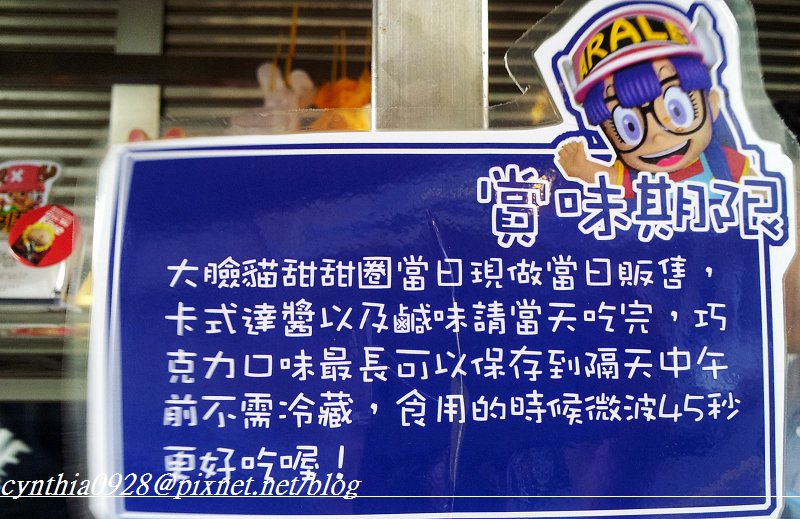 ARALE
賞味期限
大臉貓甜甜圈當日現做當日販售，
卡式達醬以及鹹味請當天吃完，巧
克力口味最長可以保存到隔天中午
前不需冷藏，食用的時候微波45秒
更好吃喔！
cynthia0928@pixnet.net/blog